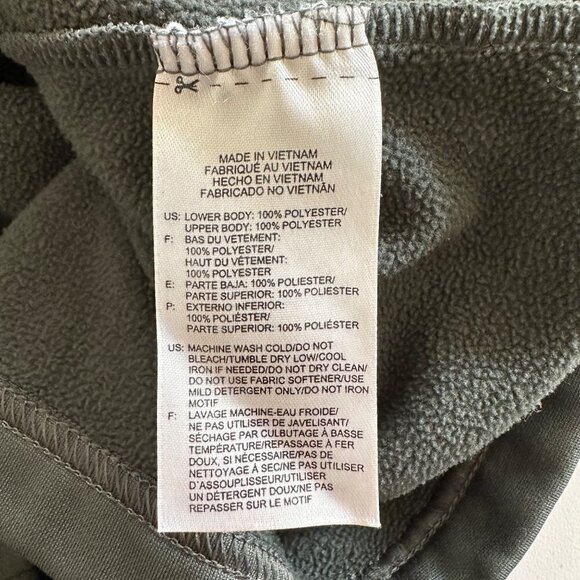 MADE IN VIETNAM
FABRIQUÉ AU VIETNAM
HECHO EN VIETNAM
FABRICADO NO VIETNÃN
US: LOWER BODY: 100% POLYESTER/
UPPER BODY: 100% POLYESTER
F: BAS DU VETEMENT:
100% POLYESTER/
HAUT DU VÊTEMENT:
100% POLYESTER
E: PARTE BAJA: 100% POLIESTER/
PARTE SUPERIOR: 100% POLIESTER
P: EXTERNO INFERIOR:
100% POLIÉSTER/
PARTE SUPERIOR: 100% POLIÉSTER
US: MACHINE WASH COLD/DO NOT
BLEACH/TUMBLE DRY LOW/COOL
IRON IF NEEDED/DO NOT DRY CLEAN/
DO NOT USE FABRIC SOFTENER/USE
MILD DETERGENT ONLY/DO NOT IRON
MOTIF
F: LAVAGE MACHINE-EAU FROIDE/
NE PAS UTILISER DE JAVELISANT/
SÉCHAGE PAR CULBUTAGE À BASSE
TEMPÉRATURE/REPASSAGE À FER
DOUX, SI NÉCESSAIRE/PAS DE
NETTOYAGE À SEC/NE PAS UTILISER
D'ASSOUPLISSEUR/UTILISER
UN DÉTERGENT DOUX/NE PAS
REPASSER SUR LE MOTIF